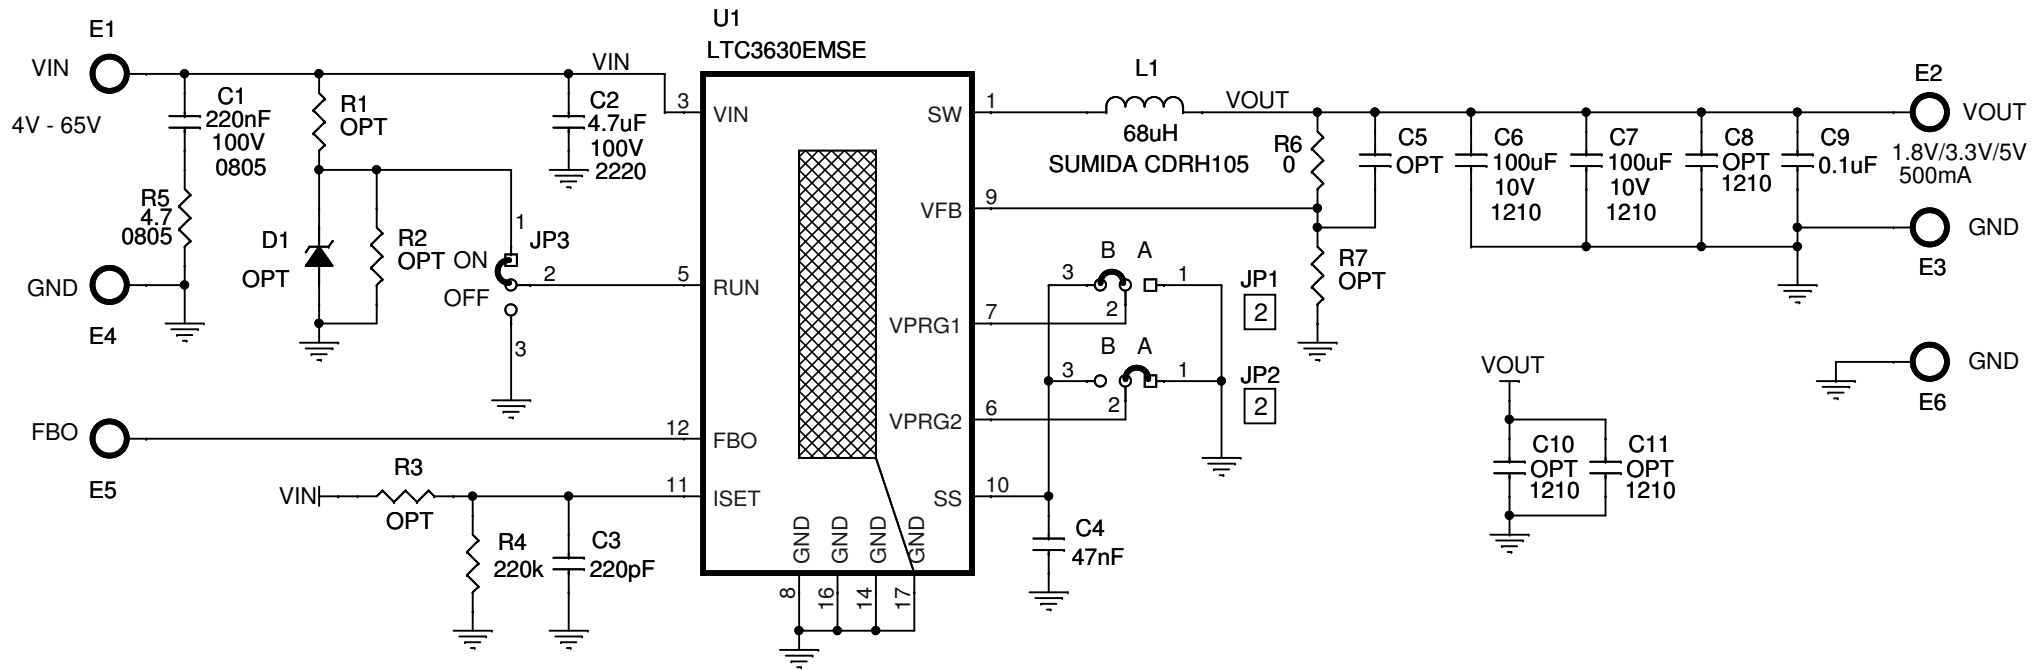 E1
VIN
4V - 65V
C1
220nF
100V
0805
R5
4.7
0805
GND
E4
R1
OPT
D1
OPT
R2
OPT
ON
OFF
1
JP3
2
3
VIN
C2
4.7uF
100V
2220
FBO
E5
VIN
R3
OPT
R4
220k
C3
220pF
U1
LTC3630EMSE
3
VIN
5
RUN
12
FBO
11
ISET
SW
1
VFB
9
VPRG1
7
VPRG2
6
SS
10
GND
GND
GND
GND
8
16
14
17
L1
68uH
SUMIDA CDRH105
VOUT
R6
0
C5
OPT
R7
OPT
B
A
3
1
2
JP1
2
B
A
3
1
2
JP2
2
C4
47nF
C6
100uF
10V
1210
C7
100uF
10V
1210
C8
OPT
1210
C9
0.1uF
E2
VOUT
1.8V/3.3V/5V
500mA
GND
E3
GND
E6
VOUT
C10
OPT
1210
C11
OPT
1210